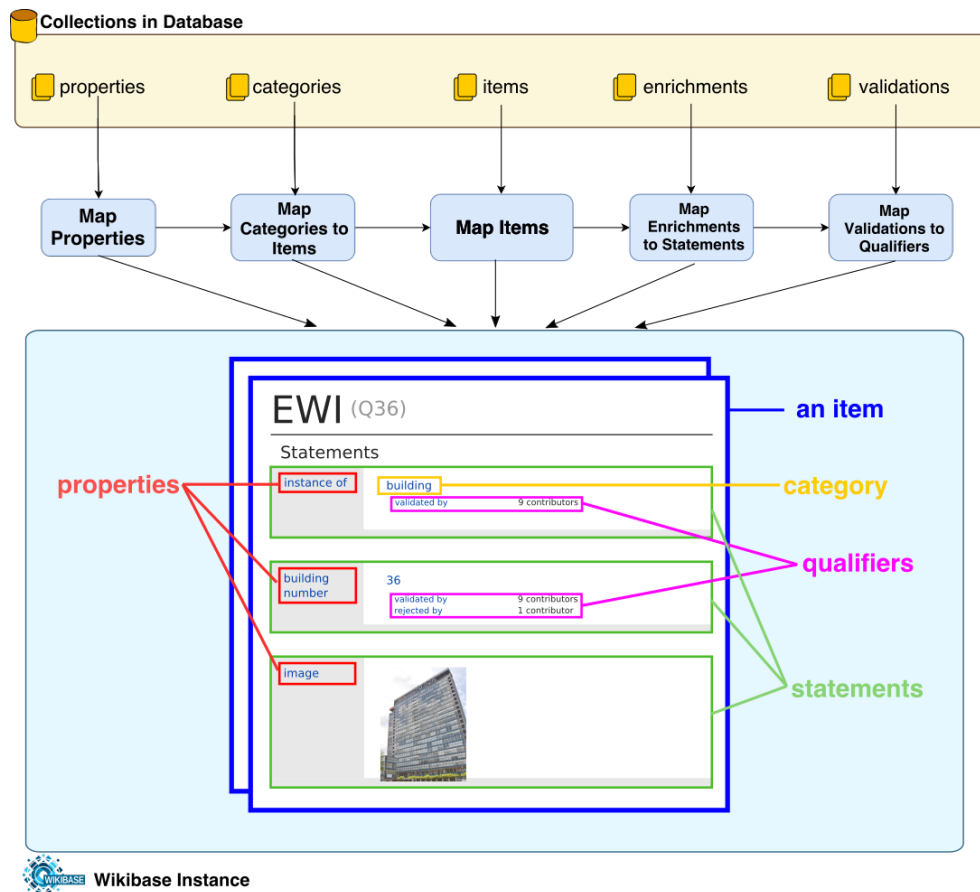 Collections in Database
properties
categories
items
enrichments
validations
Map
Properties
Map
Categories to
Items
Map Items
Map
Enrichments
to Statements
Map
Validations to
Qualifiers
EWI (Q36)
an item
Statements
properties
instance of
building
category
validated by 9 contributors
qualifiers
building
number
36
validated by 9 contributors
rejected by 1 contributor
image
statements
WIKIBASE
Wikibase Instance